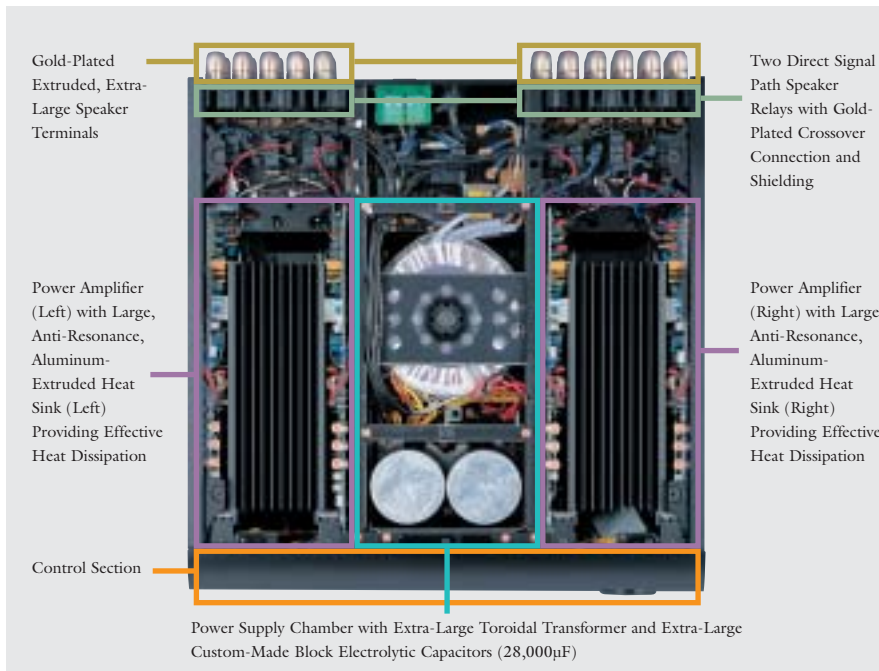 Gold-Plated
Extruded, Extra-
Large Speaker
Terminals
Two Direct Signal
Path Speaker
Relays with Gold-
Plated Crossover
Connection and
Shielding
Power Amplifier
(Left) with Large,
Anti-Resonance,
Aluminum-
Extruded Heat
Sink (Left)
Providing Effective
Heat Dissipation
Power Amplifier
(Right) with Large
Anti-Resonance,
Aluminum-
Extruded Heat
Sink (Right)
Providing Effective
Heat Dissipation
Control Section
Power Supply Chamber with Extra-Large Toroidal Transformer and Extra-Large
Custom-Made Block Electrolytic Capacitors (28,000µF)